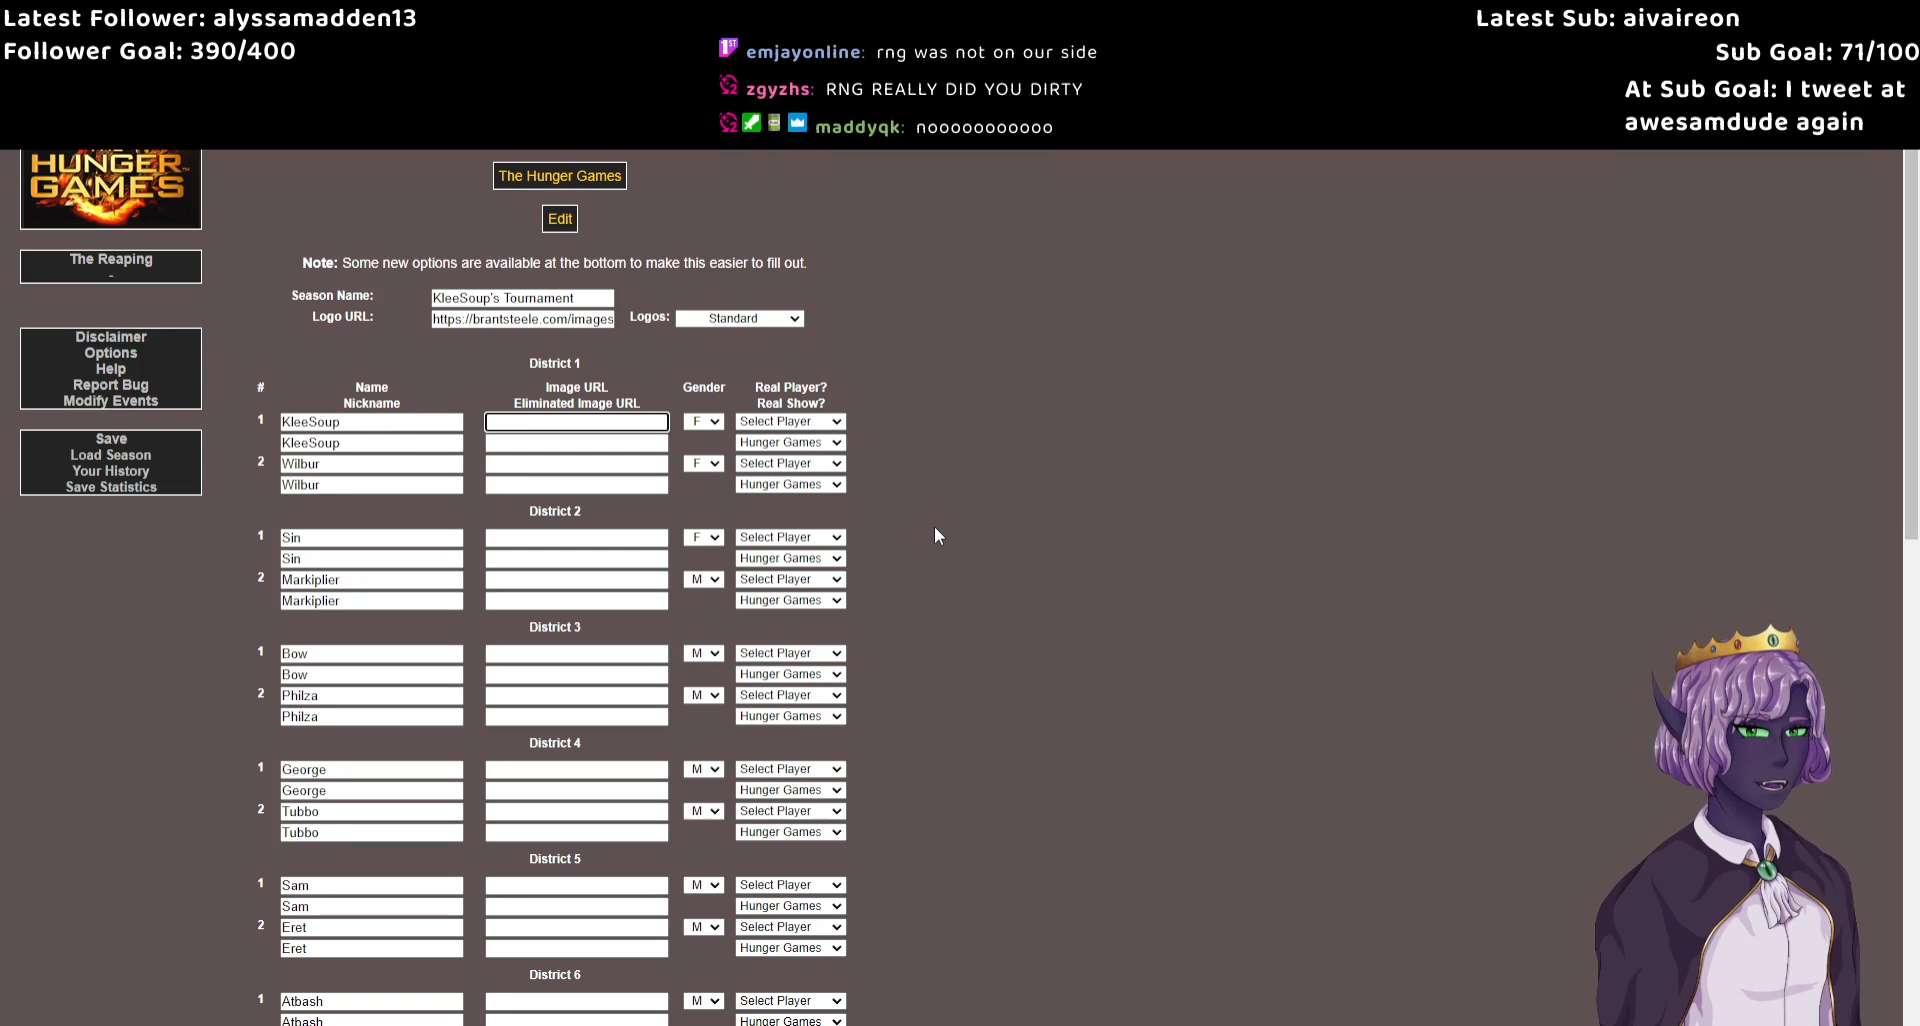 Latest Follower: alyssamadden13
Follower Goal: 390/400
emjayonline: rng was not on our side
zgyzhs: RNG REALLY DID YOU DIRTY
maddyqk: nooooooooooo
Latest Sub: aivaireon
Sub Goal: 71/100
At Sub Goal: I tweet at
awesamdude again
HUNGER
GAMES
The Reaping
-
Disclaimer
Options
Help
Report Bug
Modify Events
Save
Load Season
Your History
Save Statistics
The Hunger Games
Edit
Note: Some new options are available at the bottom to make this easier to fill out.
Season Name: KleeSoup's Tournament
Logo URL: https://brantsteele.com/images Logos: Standard
District 1
# Name Image URL Gender Real Player?
Nickname Eliminated Image URL Real Show?
1 KleeSoup F Select Player
KleeSoup Hunger Games
2 Wilbur F Select Player
Wilbur Hunger Games
District 2
1 Sin F Select Player
Sin Hunger Games
2 Markiplier M Select Player
Markiplier Hunger Games
District 3
1 Bow M Select Player
Bow Hunger Games
2 Philza M Select Player
Philza Hunger Games
District 4
1 George M Select Player
George Hunger Games
2 Tubbo M Select Player
Tubbo Hunger Games
District 5
1 Sam M Select Player
Sam Hunger Games
2 Eret M Select Player
Eret Hunger Games
District 6
1 Atbash M Select Player
Atbash Hunger Games